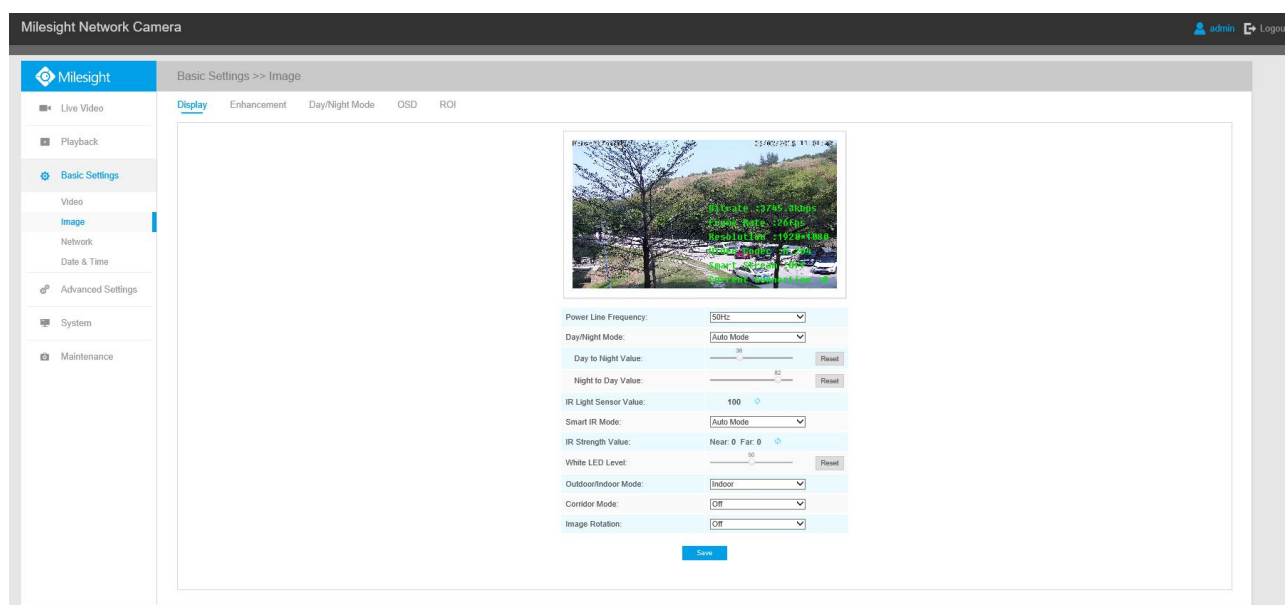 Milesight Network Camera
admin Logou
Milesight
Basic Settings >> Image
Live Video
Playback
Basic Settings
Video
Image
Network
Date & Time
Advanced Settings
System
Maintenance
Display Enhancement Day/Night Mode OSD ROI
Resolution :1920*1080
Power Line Frequency: 50Hz
Day/Night Mode: Auto Mode
36
Day to Night Value: Reset
82
Night to Day Value: Reset
IR Light Sensor Value: 100
Smart IR Mode: Auto Mode
IR Strength Value: Near: 0 Far: 0
50
White LED Level: Reset
Outdoor/Indoor Mode: Indoor
Corridor Mode: Off
Image Rotation: Off
Save